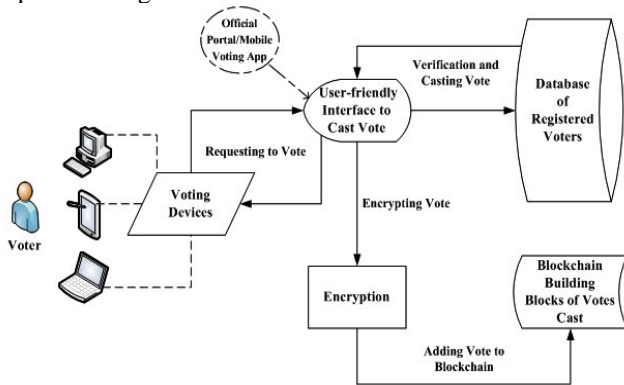 Official
Portal/Mobile
Voting App
Verification and
Casting Vote
User-friendly
Interface to
Cast Vote
Database
of
Registered
Voters
Requesting to Vote
Voting
Devices
Voter
Encrypting Vote
Encryption
Blockchain
Building
Blocks of Votes
Cast
Adding Vote to
Blockchain